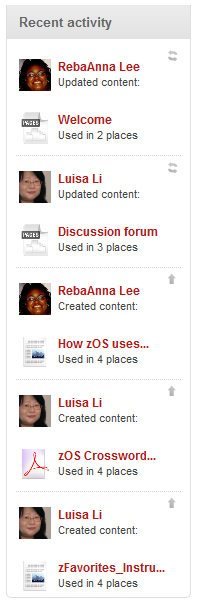 Recent activity
RebaAnna Lee
Updated content:
PAGES
Welcome
Used in 2 places
Luisa Li
Updated content:
PAGES
Discussion forum
Used in 3 places
RebaAnna Lee
Created content:
How zOS uses...
Used in 4 places
Luisa Li
Created content:
zOS Crossword...
Used in 4 places
Luisa Li
Created content:
zFavorites_Instru...
Used in 4 places